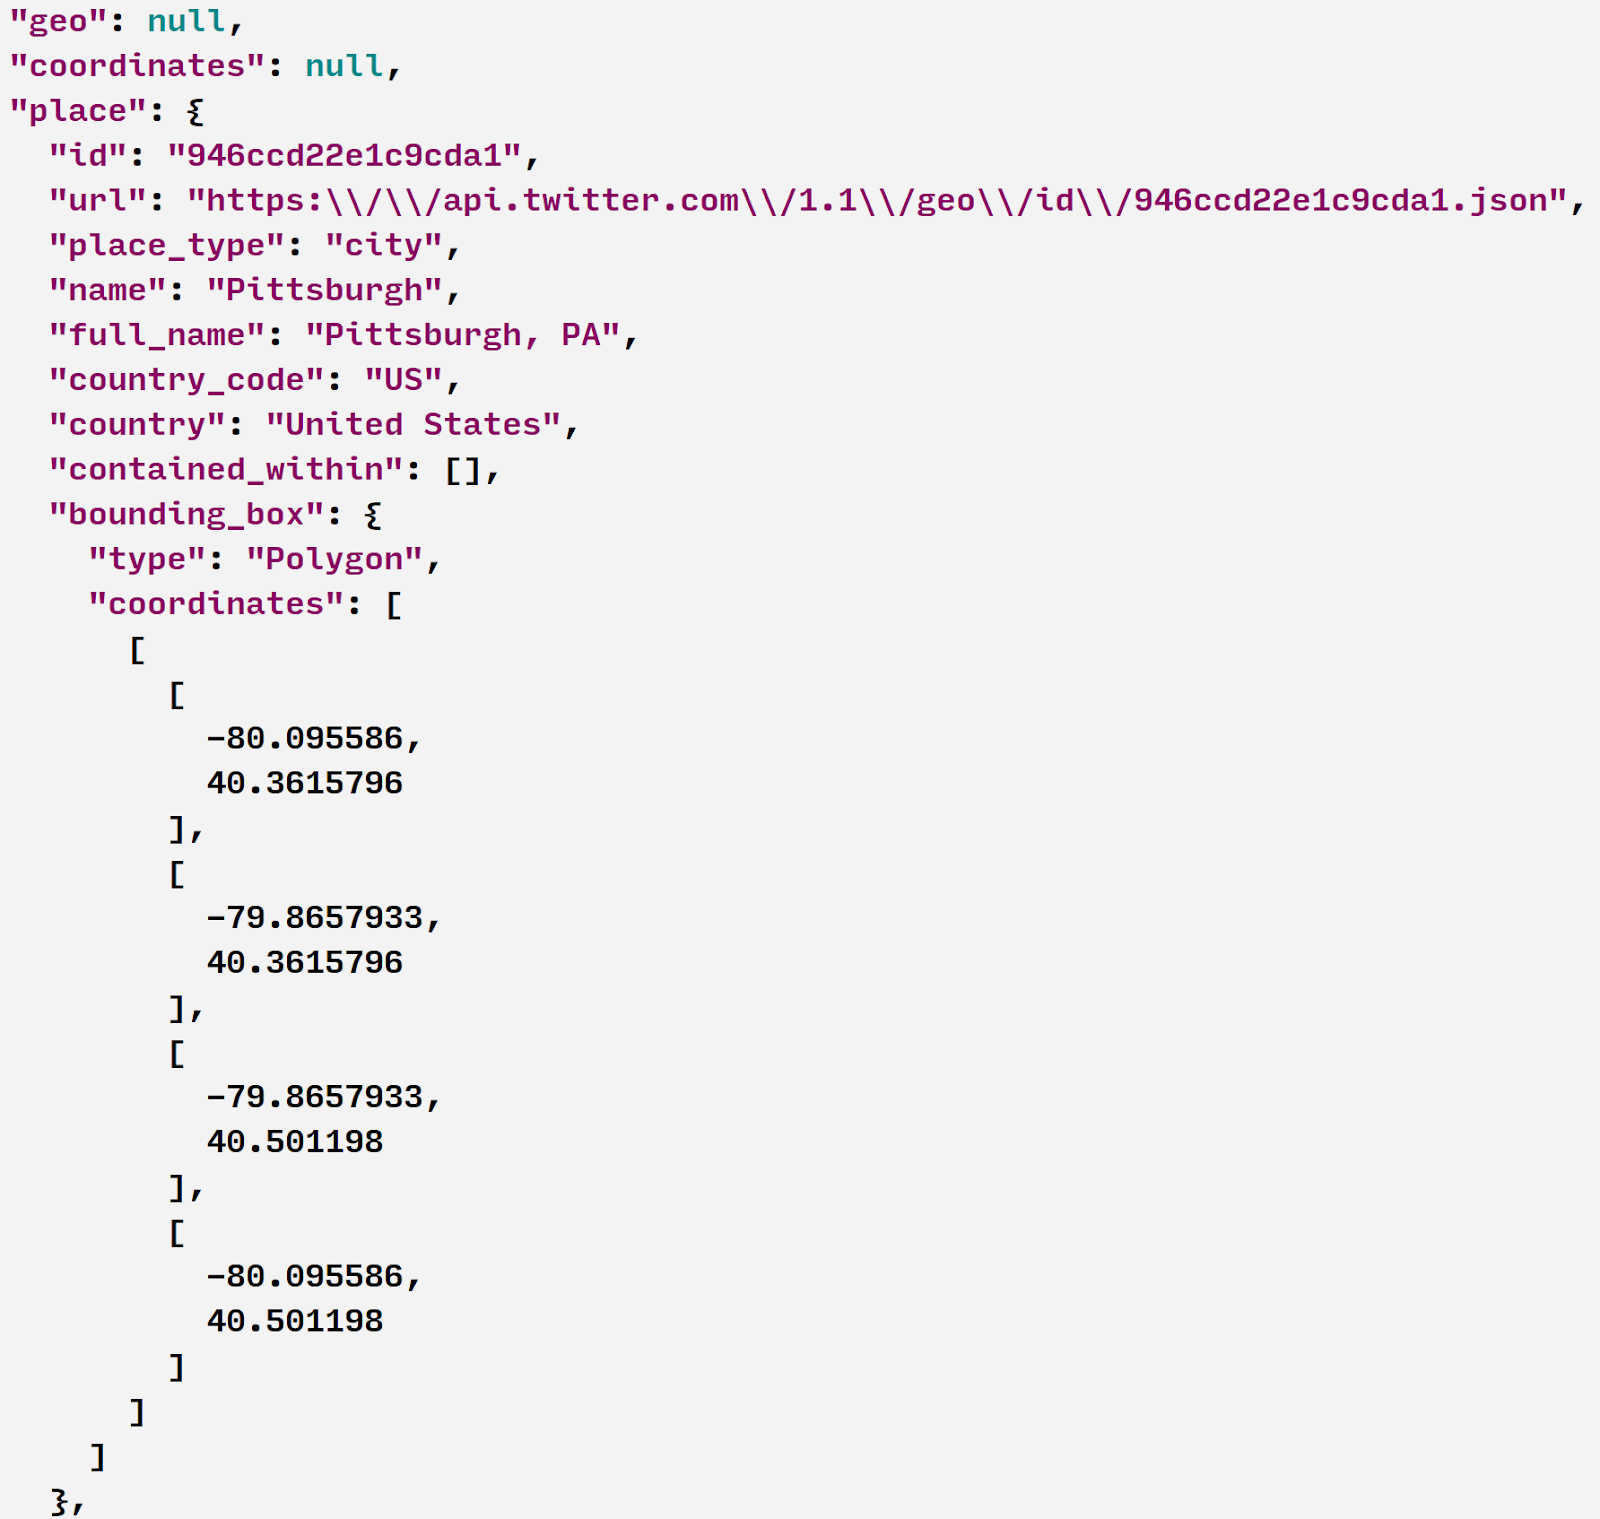 "geo": null,
"coordinates": null,
"place": {
  "id": "946ccd22e1c9cda1",
  "url": "https:\\/\\/api.twitter.com\\/1.1\\/geo\\/id\\/946ccd22e1c9cda1.json",
  "place_type": "city",
  "name": "Pittsburgh",
  "full_name": "Pittsburgh, PA",
  "country_code": "US",
  "country": "United States",
  "contained_within": [],
  "bounding_box": {
    "type": "Polygon",
    "coordinates": [
      [
        [
          -80.095586,
          40.3615796
        ],
        [
          -79.8657933,
          40.3615796
        ],
        [
          -79.8657933,
          40.501198
        ],
        [
          -80.095586,
          40.501198
        ]
      ]
    ]
  },